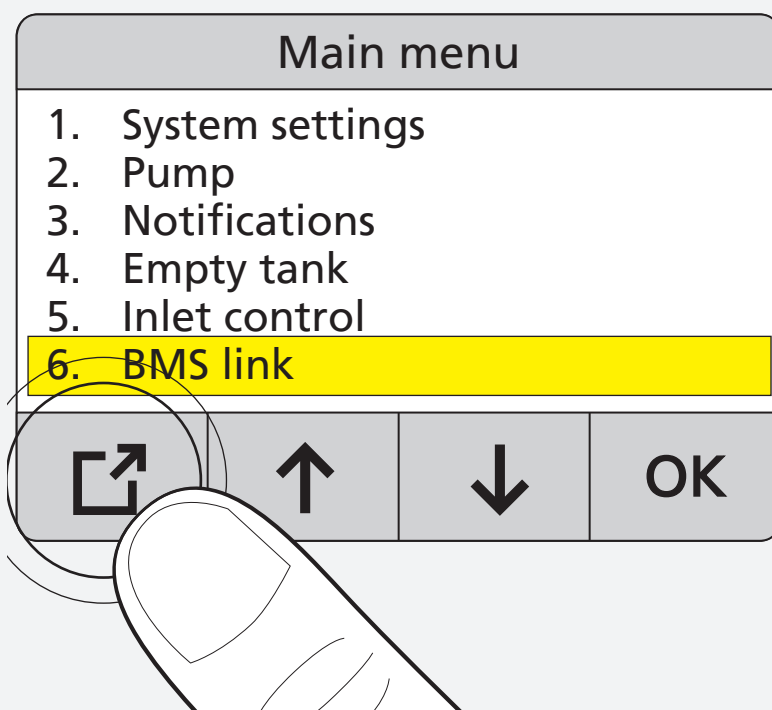 Main menu
1. System settings
2. Pump
3. Notifications
4. Empty tank
5. Inlet control
6. BMS link
OK